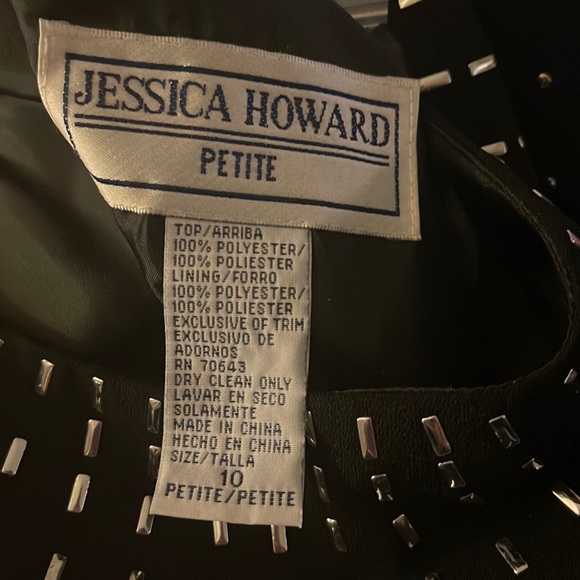 JESSICA HOWARD
PETITE
TOP/ARRIBA
100% POLYESTER/
100% POLIESTER
LINING/FORRO
100% POLYESTER/
100% POLIESTER
EXCLUSIVE OF TRIM
EXCLUSIVO DE
ADORNOS
RN 70643
DRY CLEAN ONLY
LAVAR EN SECO
SOLAMENTE
MADE IN CHINA
HECHO EN CHINA
SIZE/TALLA
10
PETITE/PETITE